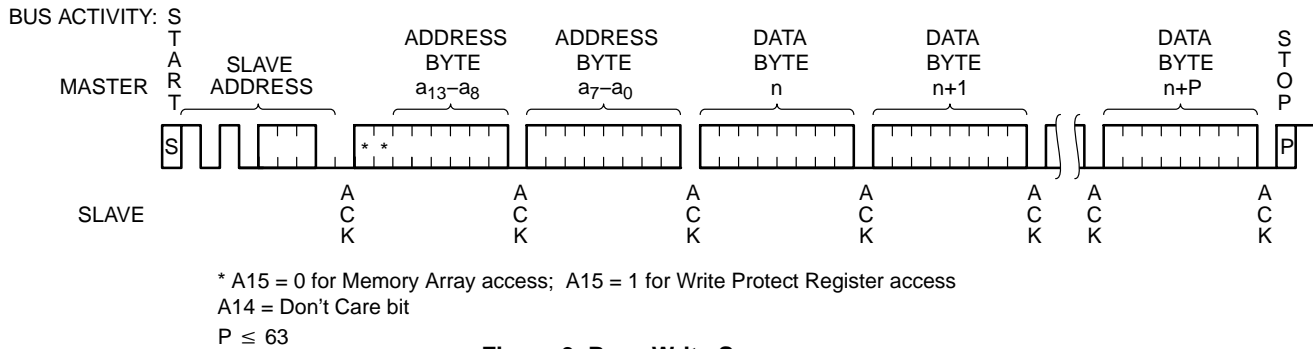 BUS ACTIVITY:
MASTER
START
SLAVE ADDRESS
ADDRESS BYTE a13–a8
ADDRESS BYTE a7–a0
DATA BYTE n
DATA BYTE n+1
DATA BYTE n+P
STOP
S
* *
P
SLAVE
ACK
ACK
ACK
ACK
ACK
ACK
ACK
* A15 = 0 for Memory Array access; A15 = 1 for Write Protect Register access
A14 = Don't Care bit
P ≤ 63